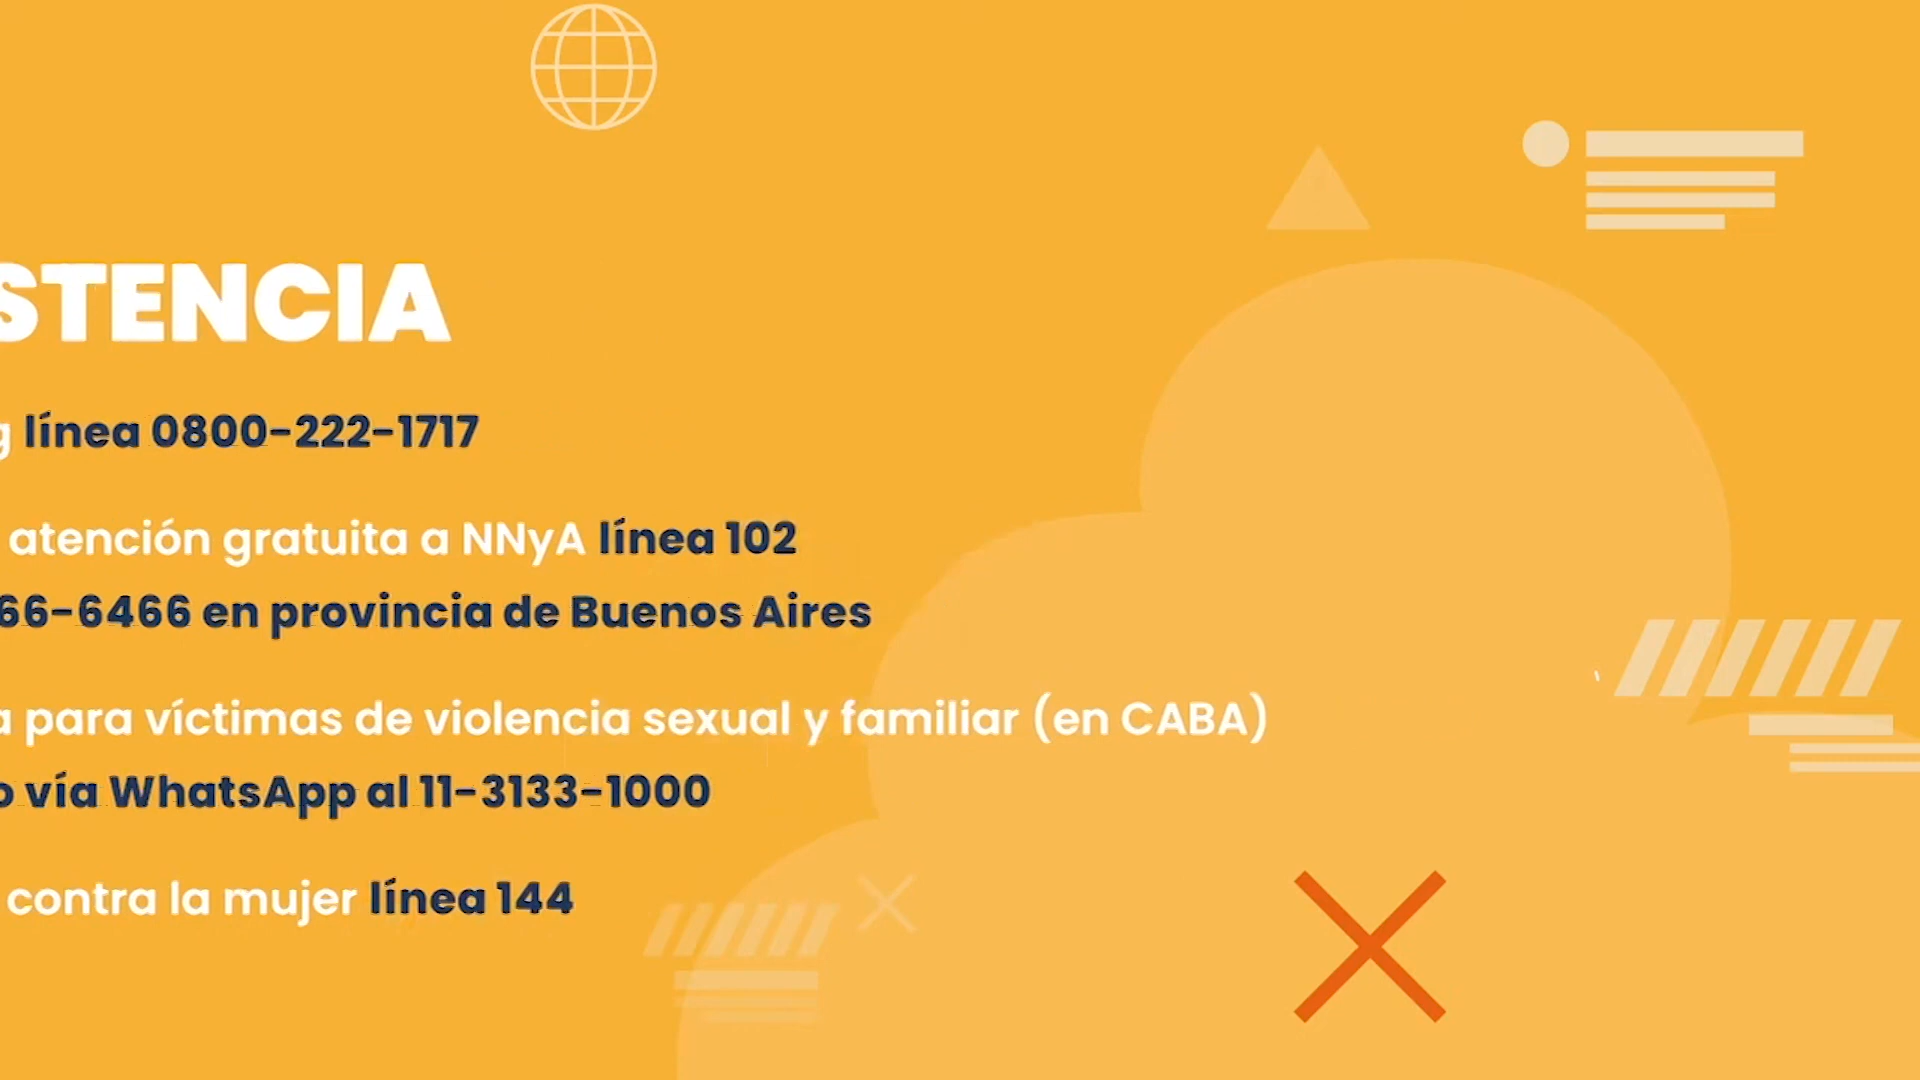 STENCIA
línea 0800-222-1717
atención gratuita a NNyA línea 102
66-6466 en provincia de Buenos Aires
a para víctimas de violencia sexual y familiar (en CABA)
o vía WhatsApp al 11-3133-1000
contra la mujer línea 144